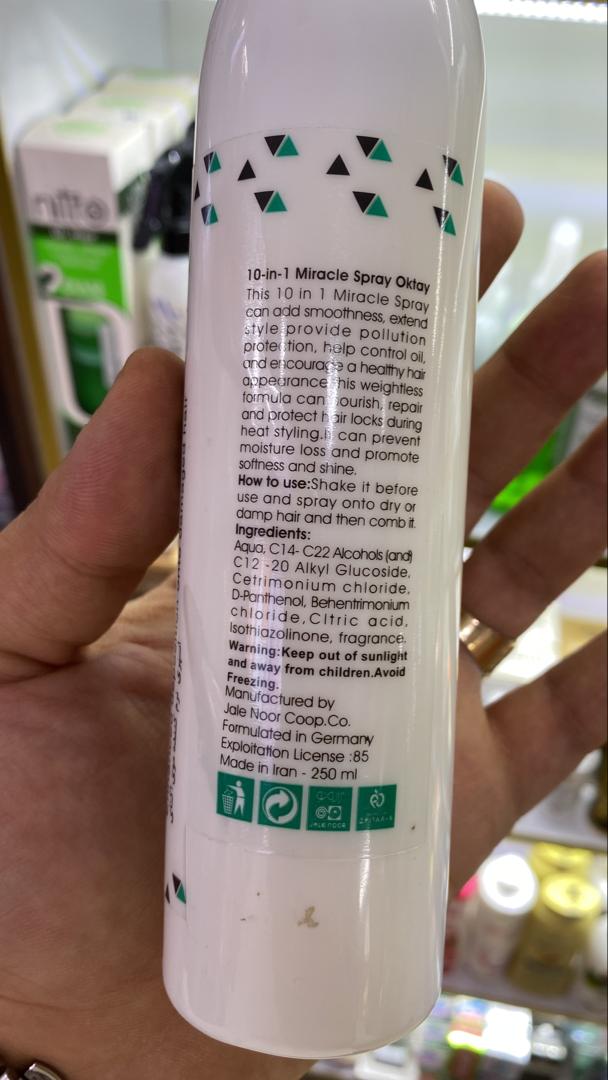 10-in-1 Miracle Spray Oktay
This 10 in 1 Miracle Spray
can add smoothness, extend
style provide pollution
protection, help control oil,
and encourage a healthy hair
appearance. This weightless
formula can nourish, repair
and protect hair locks during
heat styling.It can prevent
moisture loss and promote
softness and shine.
How to use:Shake it before
use and spray onto dry or
damp hair and then comb it.
Ingredients:
Aqua, C14- C22 Alcohols (and)
C12 -20 Alkyl Glucoside,
Cetrimonium chloride,
D-Panthenol, Behentrimonium
chloride, Citric acid,
Isothiazolinone, fragrance.
Warning:Keep out of sunlight
and away from children.Avoid
Freezing.
Manufactured by
Jale Noor Coop.Co.
Formulated in Germany
Exploitation License :85
Made in Iran - 250 ml
JALE NOOR